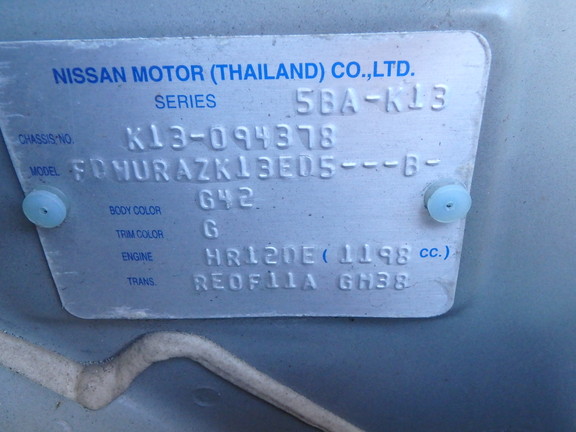 NISSAN MOTOR (THAILAND) CO.,LTD.
SERIES 5BA-K13
CHASSIS NO. K13-094378
MODEL FDWURAZK13ED5---B-
BODY COLOR G42
TRIM COLOR G
ENGINE HR12DE (1198 CC.)
TRANS. RE0F11A GH38